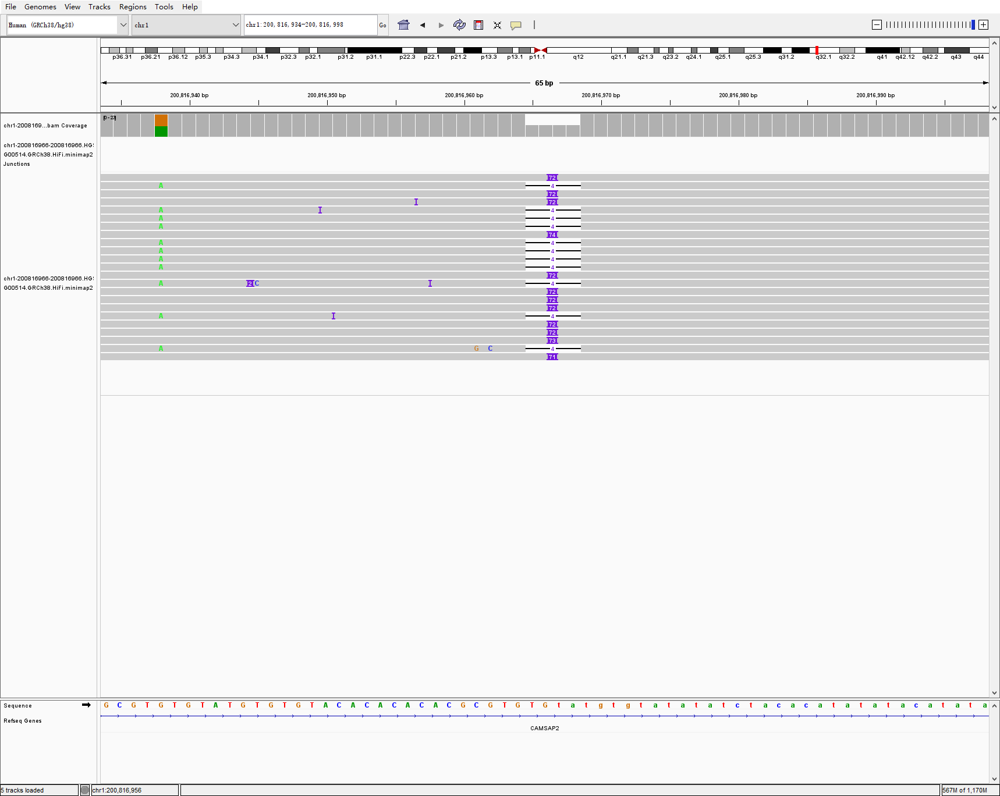 File Genomes View Tracks Regions Tools Help
Human (GRCh38/hg38) chr1 chr1:200,816,934-200,816,998 Go
p36.31 p36.21 p36.12 p35.3 p34.3 p34.1 p32.3 p32.1 p31.2 p31.1 p22.3 p22.1 p21.2 p13.3 p13.1 p11.1 q12 q21.1 q21.3 q23.2 q24.1 q25.1 q25.3 q31.2 q32.1 q32.2 q41 q42.12 q42.2 q43 q44
65 bp
200,816,940 bp 200,816,950 bp 200,816,960 bp 200,816,970 bp 200,816,980 bp 200,816,990 bp
[0-23]
chr1-2008169...bam Coverage
chr1-200816966-200816966.HG
G00514.GRCh38.HiFi.minimap2
Junctions
72
A 4
72
I 72
A I 4
A 4
A 4
74
A 4
A 4
A 4
A 4
72
chr1-200816966-200816966.HG
G00514.GRCh38.HiFi.minimap2
A 2 C I 4
72
72
72
A I 4
72
72
73
A G C 4
71
Sequence G C G T G T G T A T G T G T G T A C A C A C A C A C G C G T G T G t a t g t g t a t a t a t c t a c a c a t a t a t a c a t a t a
Refseq Genes
CAMSAP2
5 tracks loaded chr1:200,816,956 567M of 1,170M